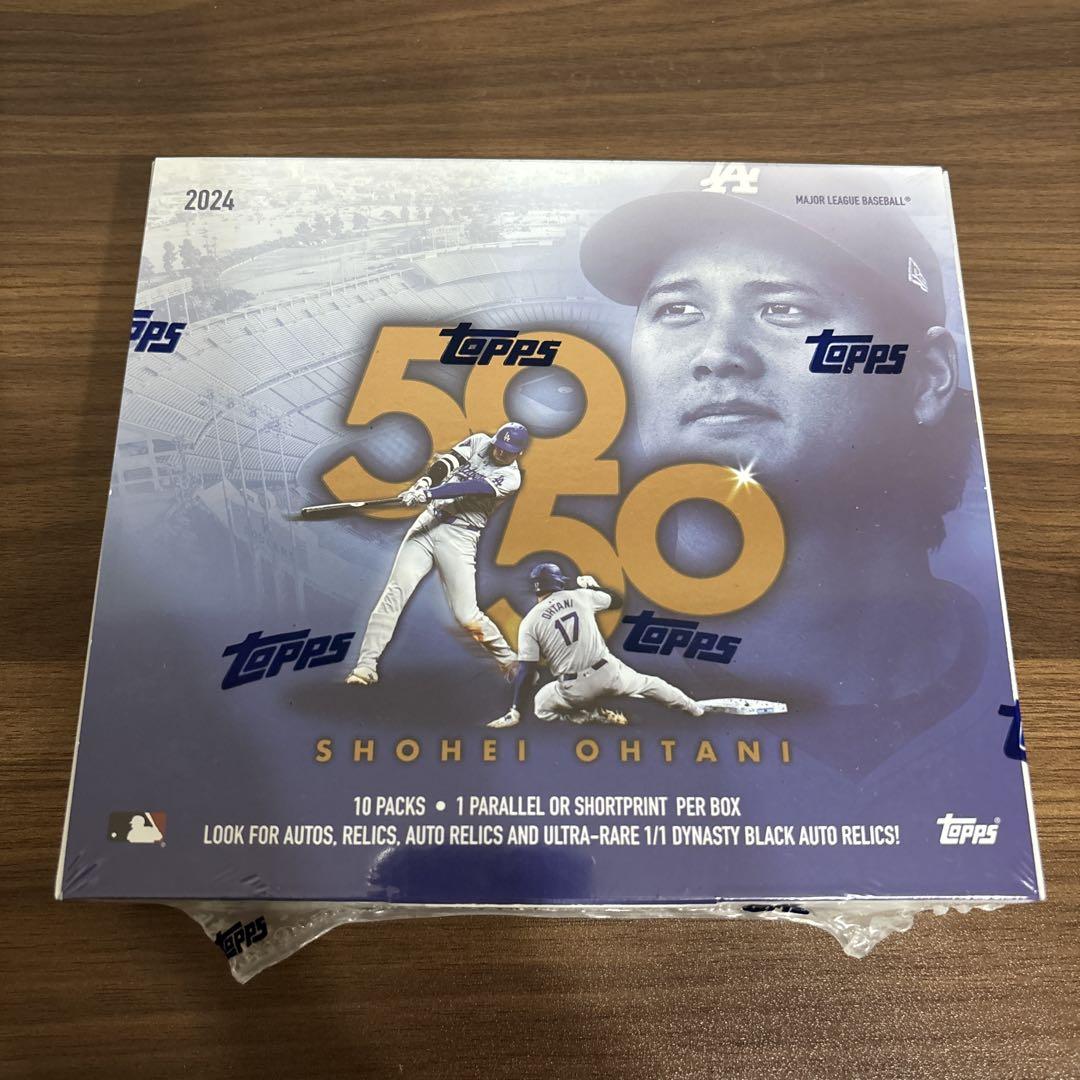 2024
MAJOR LEAGUE BASEBALL®
50
50
topps
topps
topps
topps
topps
OHTANI
17
SHOHEI OHTANI
10 PACKS • 1 PARALLEL OR SHORTPRINT PER BOX
LOOK FOR AUTOS, RELICS, AUTO RELICS AND ULTRA-RARE 1/1 DYNASTY BLACK AUTO RELICS!
topps®
topps
LA